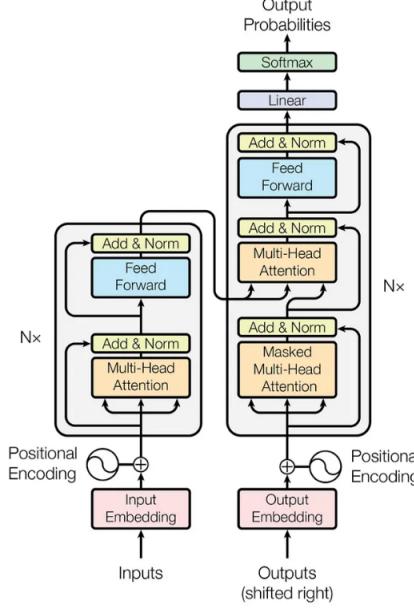 Output
Probabilities
Softmax
Linear
Add & Norm
Feed
Forward
Add & Norm
Multi-Head
Attention
Add & Norm
Masked
Multi-Head
Attention
N×
Add & Norm
Feed
Forward
Add & Norm
Multi-Head
Attention
N×
Positional
Encoding
Positional
Encoding
Input
Embedding
Output
Embedding
Inputs
Outputs
(shifted right)